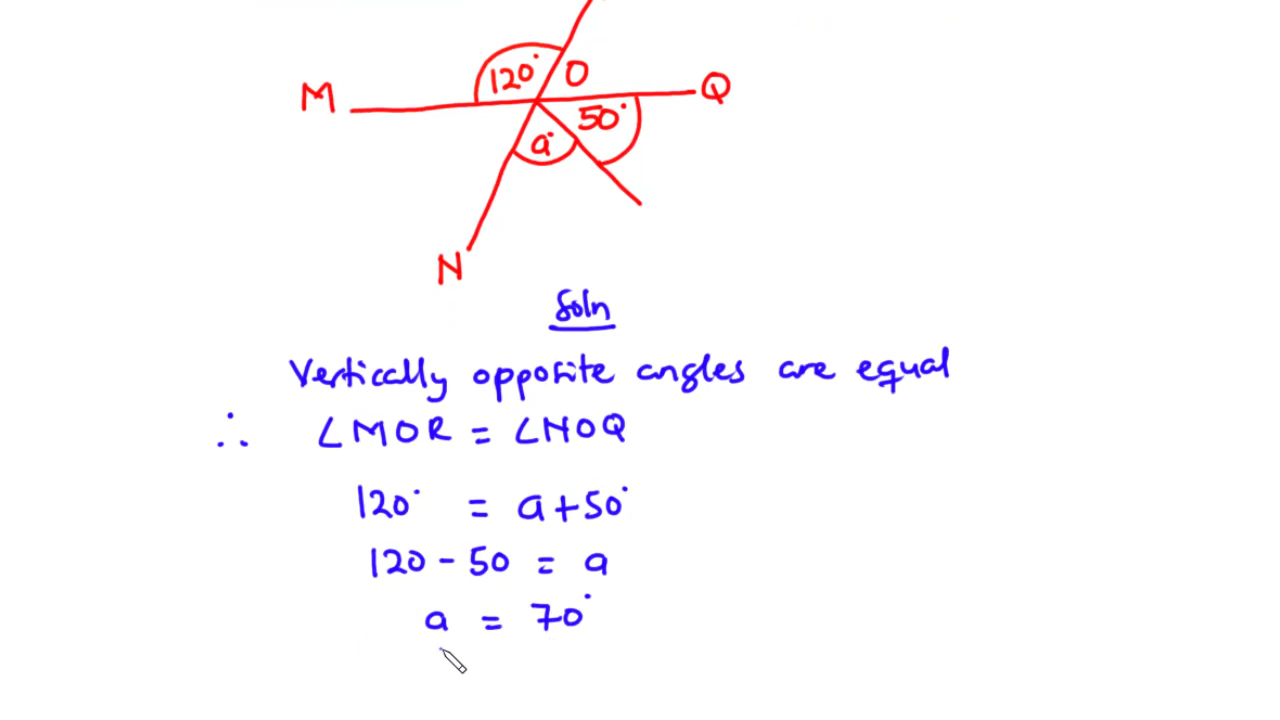 120° O
M Q
50°
a°
N
Soln
Vertically opposite angles are equal
∴ ∠MOR = ∠NOQ
120° = a+50°
120 - 50 = a
a = 70°